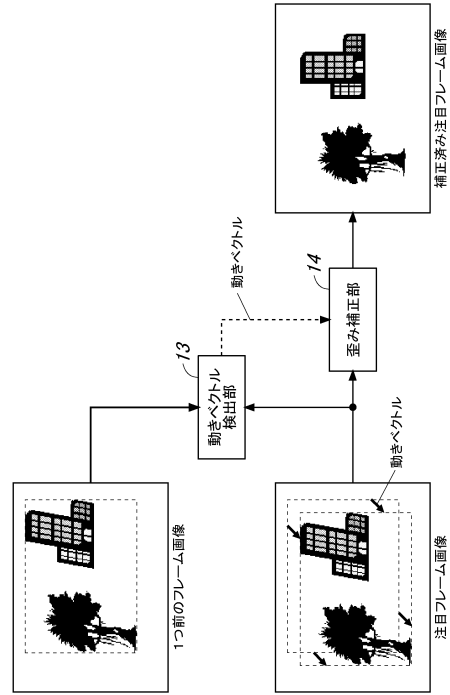 1つ前のフレーム画像
動きベクトル
検出部
13
動きベクトル
歪み補正部
14
補正済み注目フレーム画像
動きベクトル
注目フレーム画像